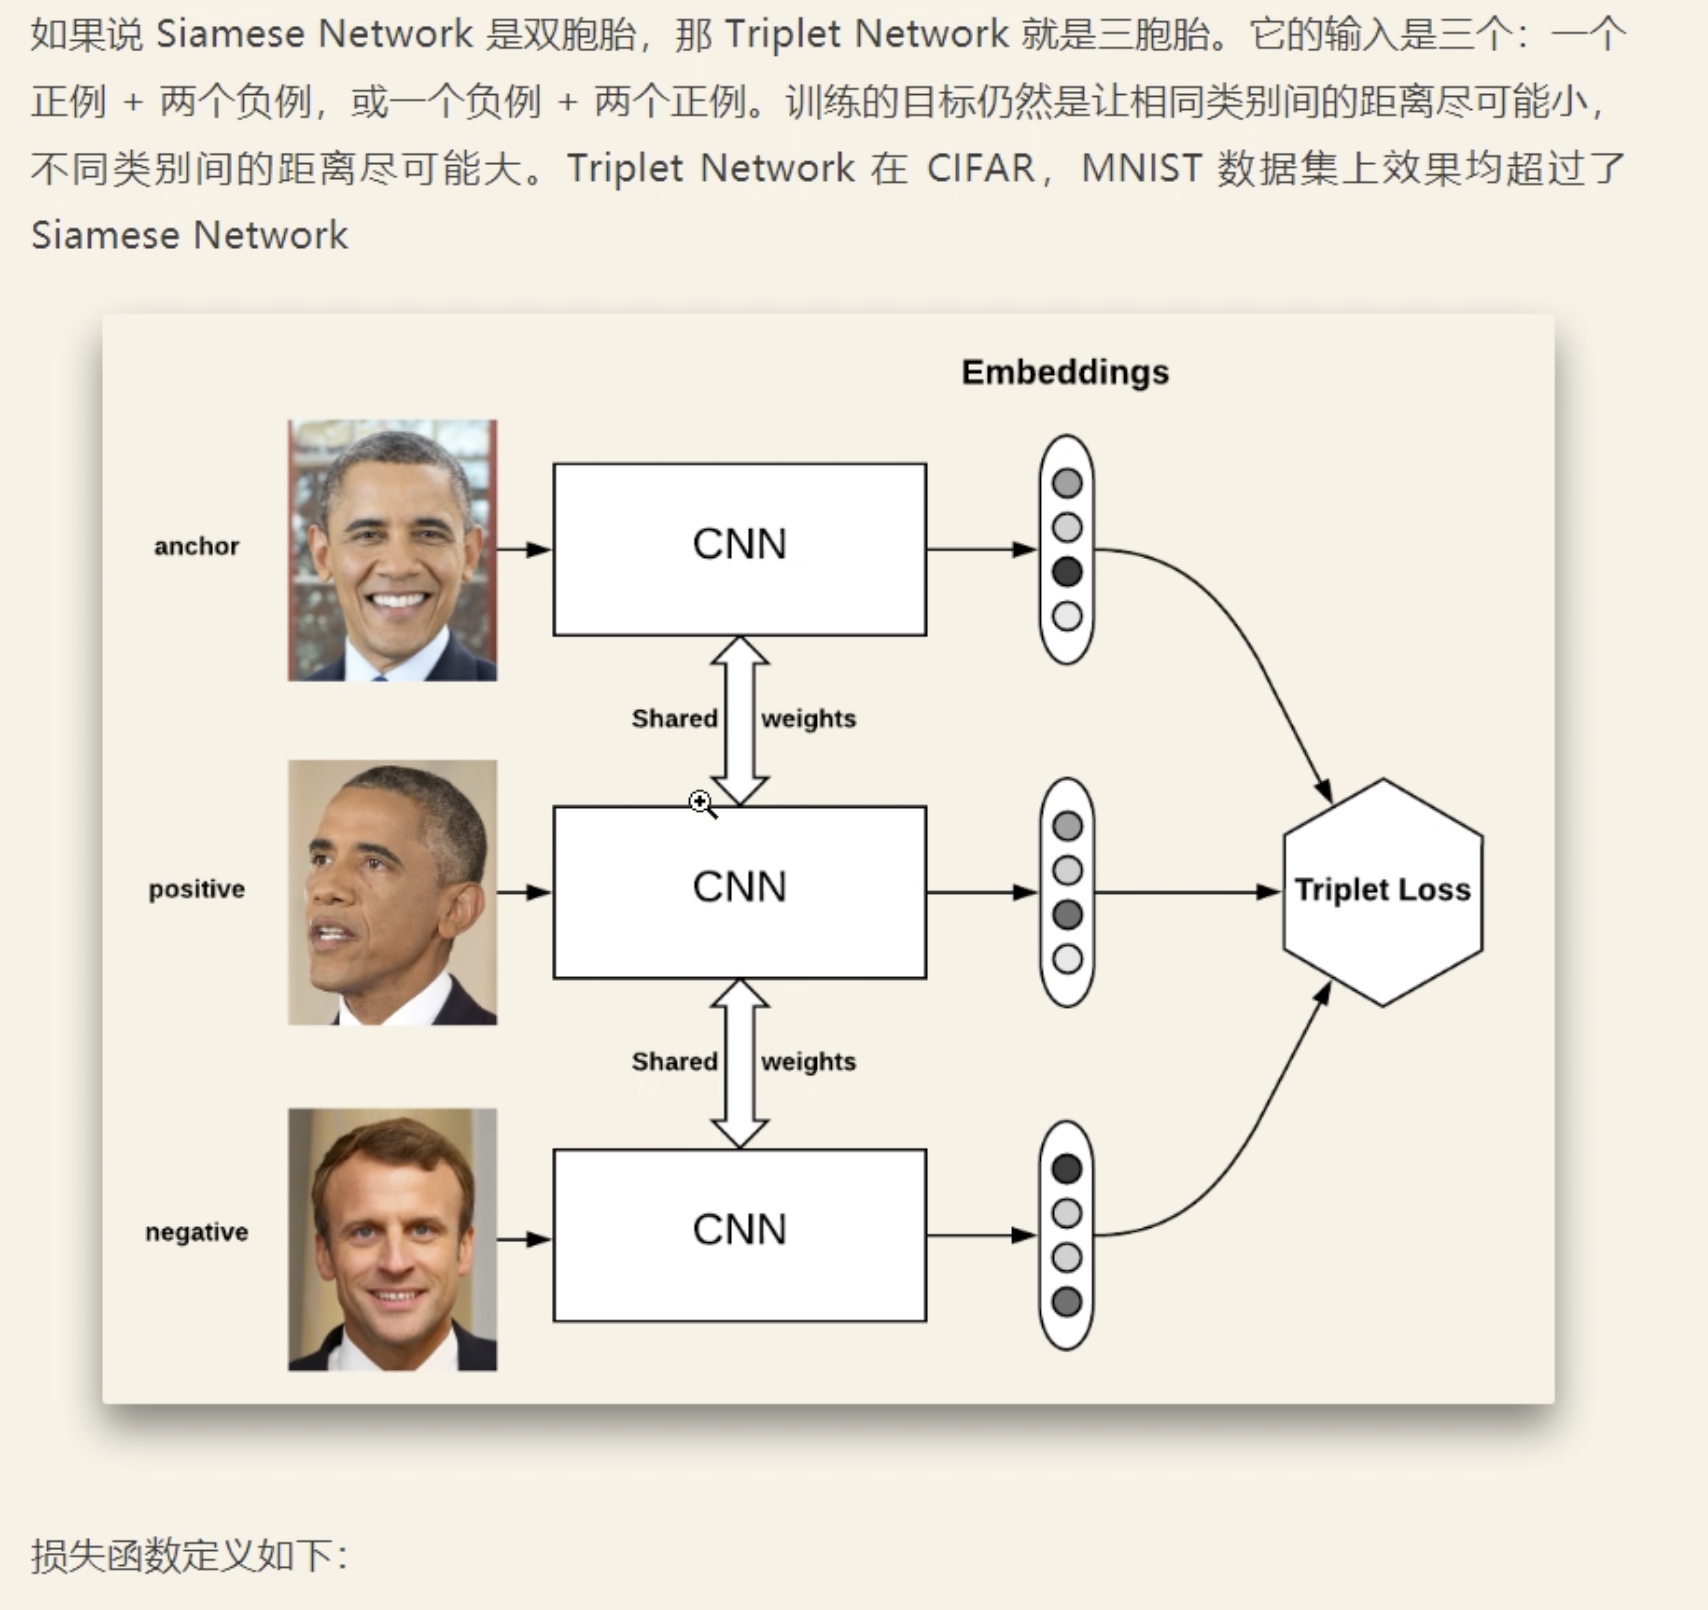 如果说 Siamese Network 是双胞胎，那 Triplet Network 就是三胞胎。它的输入是三个：一个
正例 + 两个负例，或一个负例 + 两个正例。训练的目标仍然是让相同类别间的距离尽可能小，
不同类别间的距离尽可能大。Triplet Network 在 CIFAR，MNIST 数据集上效果均超过了
Siamese Network
Embeddings
anchor
CNN
Shared weights
positive
CNN
Triplet Loss
Shared weights
negative
CNN
损失函数定义如下：